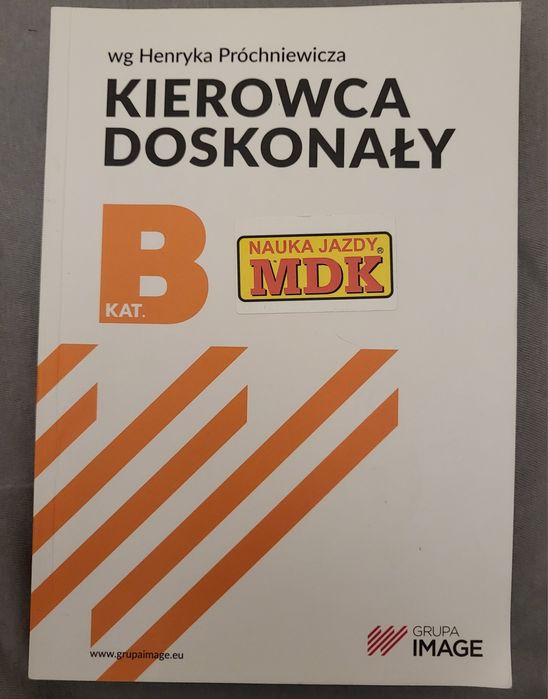 wg Henryka Próchniewicza
KIEROWCA
DOSKONAŁY
B
KAT.
NAUKA JAZDY
MDK®
www.grupaimage.eu
GRUPA
IMAGE